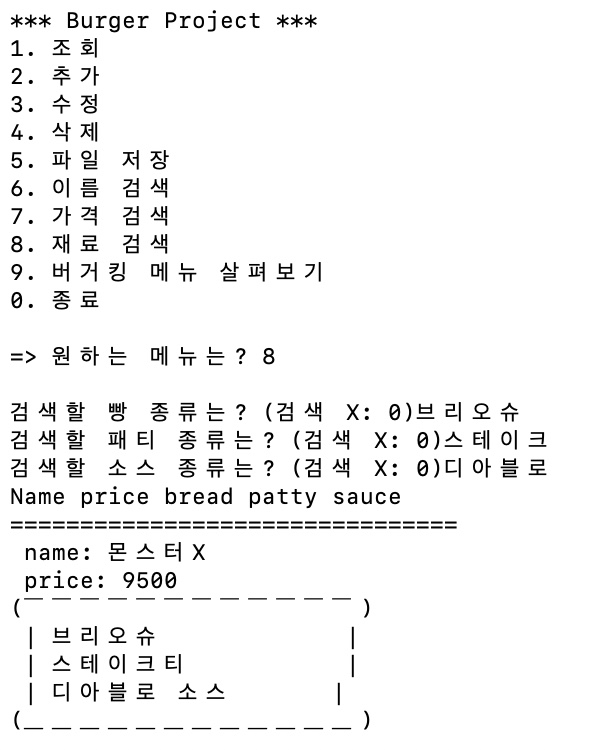 *** Burger Project ***
1. 조회
2. 추가
3. 수정
4. 삭제
5. 파일 저장
6. 이름 검색
7. 가격 검색
8. 재료 검색
9. 버거킹 메뉴 살펴보기
0. 종료
=> 원하는 메뉴는? 8
검색할 빵 종류는? (검색 X: 0)브리오슈
검색할 패티 종류는? (검색 X: 0)스테이크
검색할 소스 종류는? (검색 X: 0)디아블로
Name price bread patty sauce
================================
name: 몬스터X
price: 9500
(‾‾‾‾‾‾‾‾‾‾‾‾)
| 브리오슈 |
| 스테이크티 |
| 디아블로 소스 |
(____________)